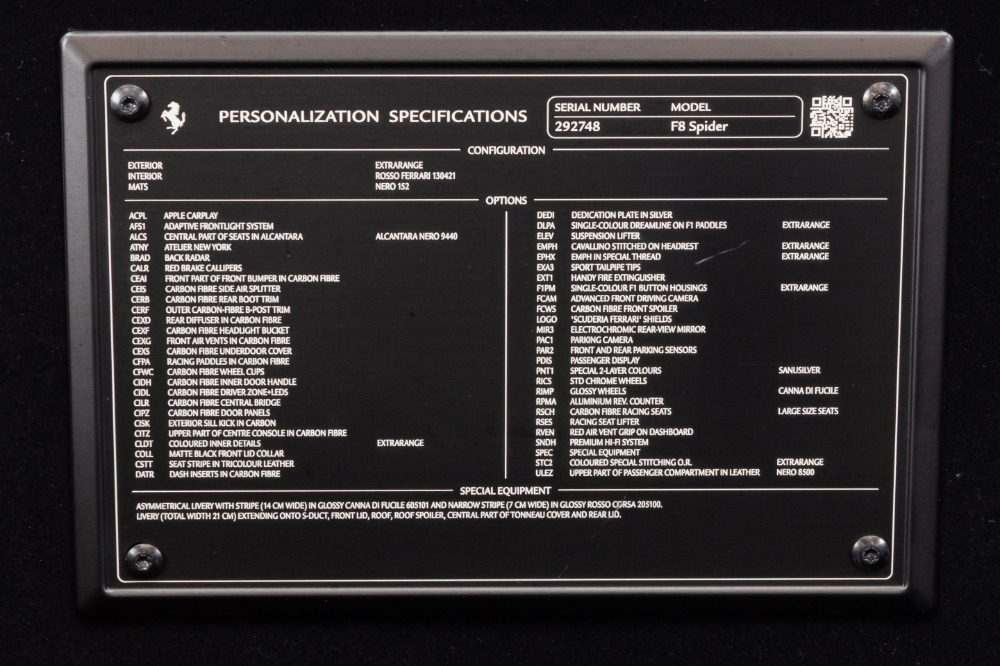 PERSONALIZATION SPECIFICATIONS
SERIAL NUMBER MODEL
292748 F8 Spider
CONFIGURATION
EXTERIOR EXTRARANGE
INTERIOR ROSSO FERRARI 130421
MATS NERO 152
OPTIONS
ACPL APPLE CARPLAY
AFS1 ADAPTIVE FRONTLIGHT SYSTEM
ALCS CENTRAL PART OF SEATS IN ALCANTARA ALCANTARA NERO 9440
ATNY ATELIER NEW YORK
BRAD BACK RADAR
CALR RED BRAKE CALLIPERS
CEAI FRONT PART OF FRONT BUMPER IN CARBON FIBRE
CEIS CARBON FIBRE SIDE AIR SPLITTER
CERB CARBON FIBRE REAR BOOT TRIM
CERF OUTER CARBON-FIBRE B-POST TRIM
CEXD REAR DIFFUSER IN CARBON FIBRE
CEXF CARBON FIBRE HEADLIGHT BUCKET
CEXG FRONT AIR VENTS IN CARBON FIBRE
CEXS CARBON FIBRE UNDERDOOR COVER
CFPA RACING PADDLES IN CARBON FIBRE
CFWC CARBON FIBRE WHEEL CUPS
CIDH CARBON FIBRE INNER DOOR HANDLE
CIDL CARBON FIBRE DRIVER ZONE+LEDS
CILR CARBON FIBRE CENTRAL BRIDGE
CIPZ CARBON FIBRE DOOR PANELS
CISK EXTERIOR SILL KICK IN CARBON
CITZ UPPER PART OF CENTRE CONSOLE IN CARBON FIBRE
CLDT COLOURED INNER DETAILS EXTRARANGE
COLL MATTE BLACK FRONT LID COLLAR
CSTT SEAT STRIPE IN TRICOLOUR LEATHER
DATR DASH INSERTS IN CARBON FIBRE
DEDI DEDICATION PLATE IN SILVER
DLPA SINGLE-COLOUR DREAMLINE ON F1 PADDLES EXTRARANGE
ELEV SUSPENSION LIFTER
EMPH CAVALLINO STITCHED ON HEADREST EXTRARANGE
EPHX EMPH IN SPECIAL THREAD EXTRARANGE
EXA3 SPORT TAILPIPE TIPS
EXT1 HANDY FIRE EXTINGUISHER
F1PM SINGLE-COLOUR F1 BUTTON HOUSINGS EXTRARANGE
FCAM ADVANCED FRONT DRIVING CAMERA
FCWS CARBON FIBRE FRONT SPOILER
LOGO 'SCUDERIA FERRARI' SHIELDS
MIR3 ELECTROCHROMIC REAR-VIEW MIRROR
PAC1 PARKING CAMERA
PAR2 FRONT AND REAR PARKING SENSORS
PDIS PASSENGER DISPLAY
PNT1 SPECIAL 2-LAYER COLOURS SANUSILVER
RICS STD CHROME WHEELS
RIMP GLOSSY WHEELS CANNA DI FUCILE
RPMA ALUMINIUM REV. COUNTER
RSCH CARBON FIBRE RACING SEATS LARGE SIZE SEATS
RSE5 RACING SEAT LIFTER
RVEN RED AIR VENT GRIP ON DASHBOARD
SNDH PREMIUM HI-FI SYSTEM
SPEC SPECIAL EQUIPMENT
STC2 COLOURED SPECIAL STITCHING O.R. EXTRARANGE
ULEZ UPPER PART OF PASSENGER COMPARTMENT IN LEATHER NERO 8500
SPECIAL EQUIPMENT
ASYMMETRICAL LIVERY WITH STRIPE (14 CM WIDE) IN GLOSSY CANNA DI FUCILE 605101 AND NARROW STRIPE (7 CM WIDE) IN GLOSSY ROSSO CORSA 205100.
LIVERY (TOTAL WIDTH 21 CM) EXTENDING ONTO S-DUCT, FRONT LID, ROOF, ROOF SPOILER, CENTRAL PART OF TONNEAU COVER AND REAR LID.